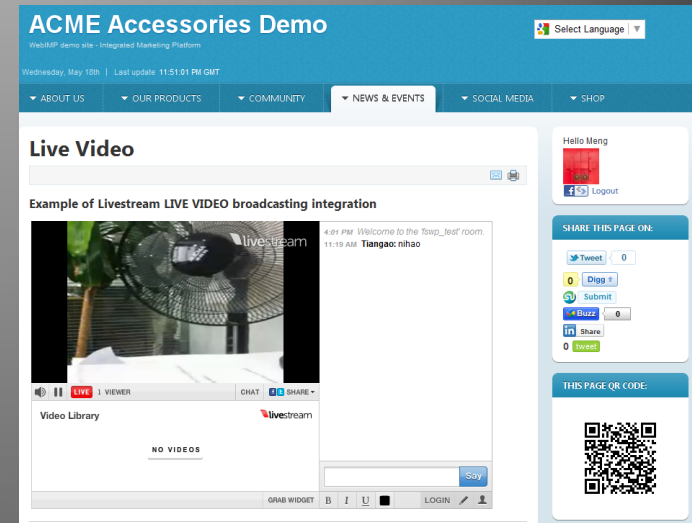 ACME Accessories Demo
WebIMP demo site - Integrated Marketing Platform
Select Language ▼
Wednesday, May 18th | Last update 11:51:01 PM GMT
ABOUT US
OUR PRODUCTS
COMMUNITY
NEWS & EVENTS
SOCIAL MEDIA
SHOP
Live Video
Example of Livestream LIVE VIDEO broadcasting integration
livestream
4:01 PM Welcome to the 'fswp_test' room.
11:19 AM Tiangao: nihao
LIVE 1 VIEWER
CHAT
SHARE
Video Library
livestream
NO VIDEOS
Say
GRAB WIDGET
B I U
LOGIN
Hello Meng
Logout
SHARE THIS PAGE ON:
Tweet 0
0 Digg
Submit
Buzz 0
in Share
0 tweet
THIS PAGE QR CODE: